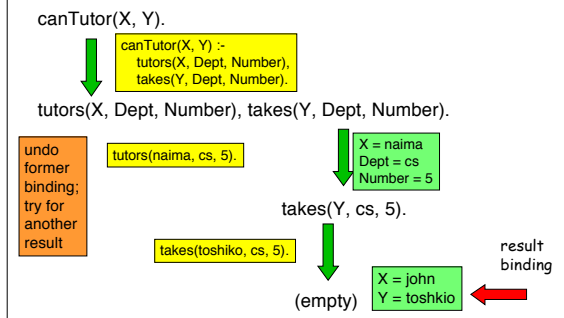 canTutor(X, Y).
canTutor(X, Y) :-
tutors(X, Dept, Number),
takes(Y, Dept, Number).
tutors(X, Dept, Number), takes(Y, Dept, Number).
undo
former
binding;
try for
another
result
tutors(naima, cs, 5).
X = naima
Dept = cs
Number = 5
takes(Y, cs, 5).
takes(toshiko, cs, 5).
(empty)
X = john
Y = toshkio
result
binding